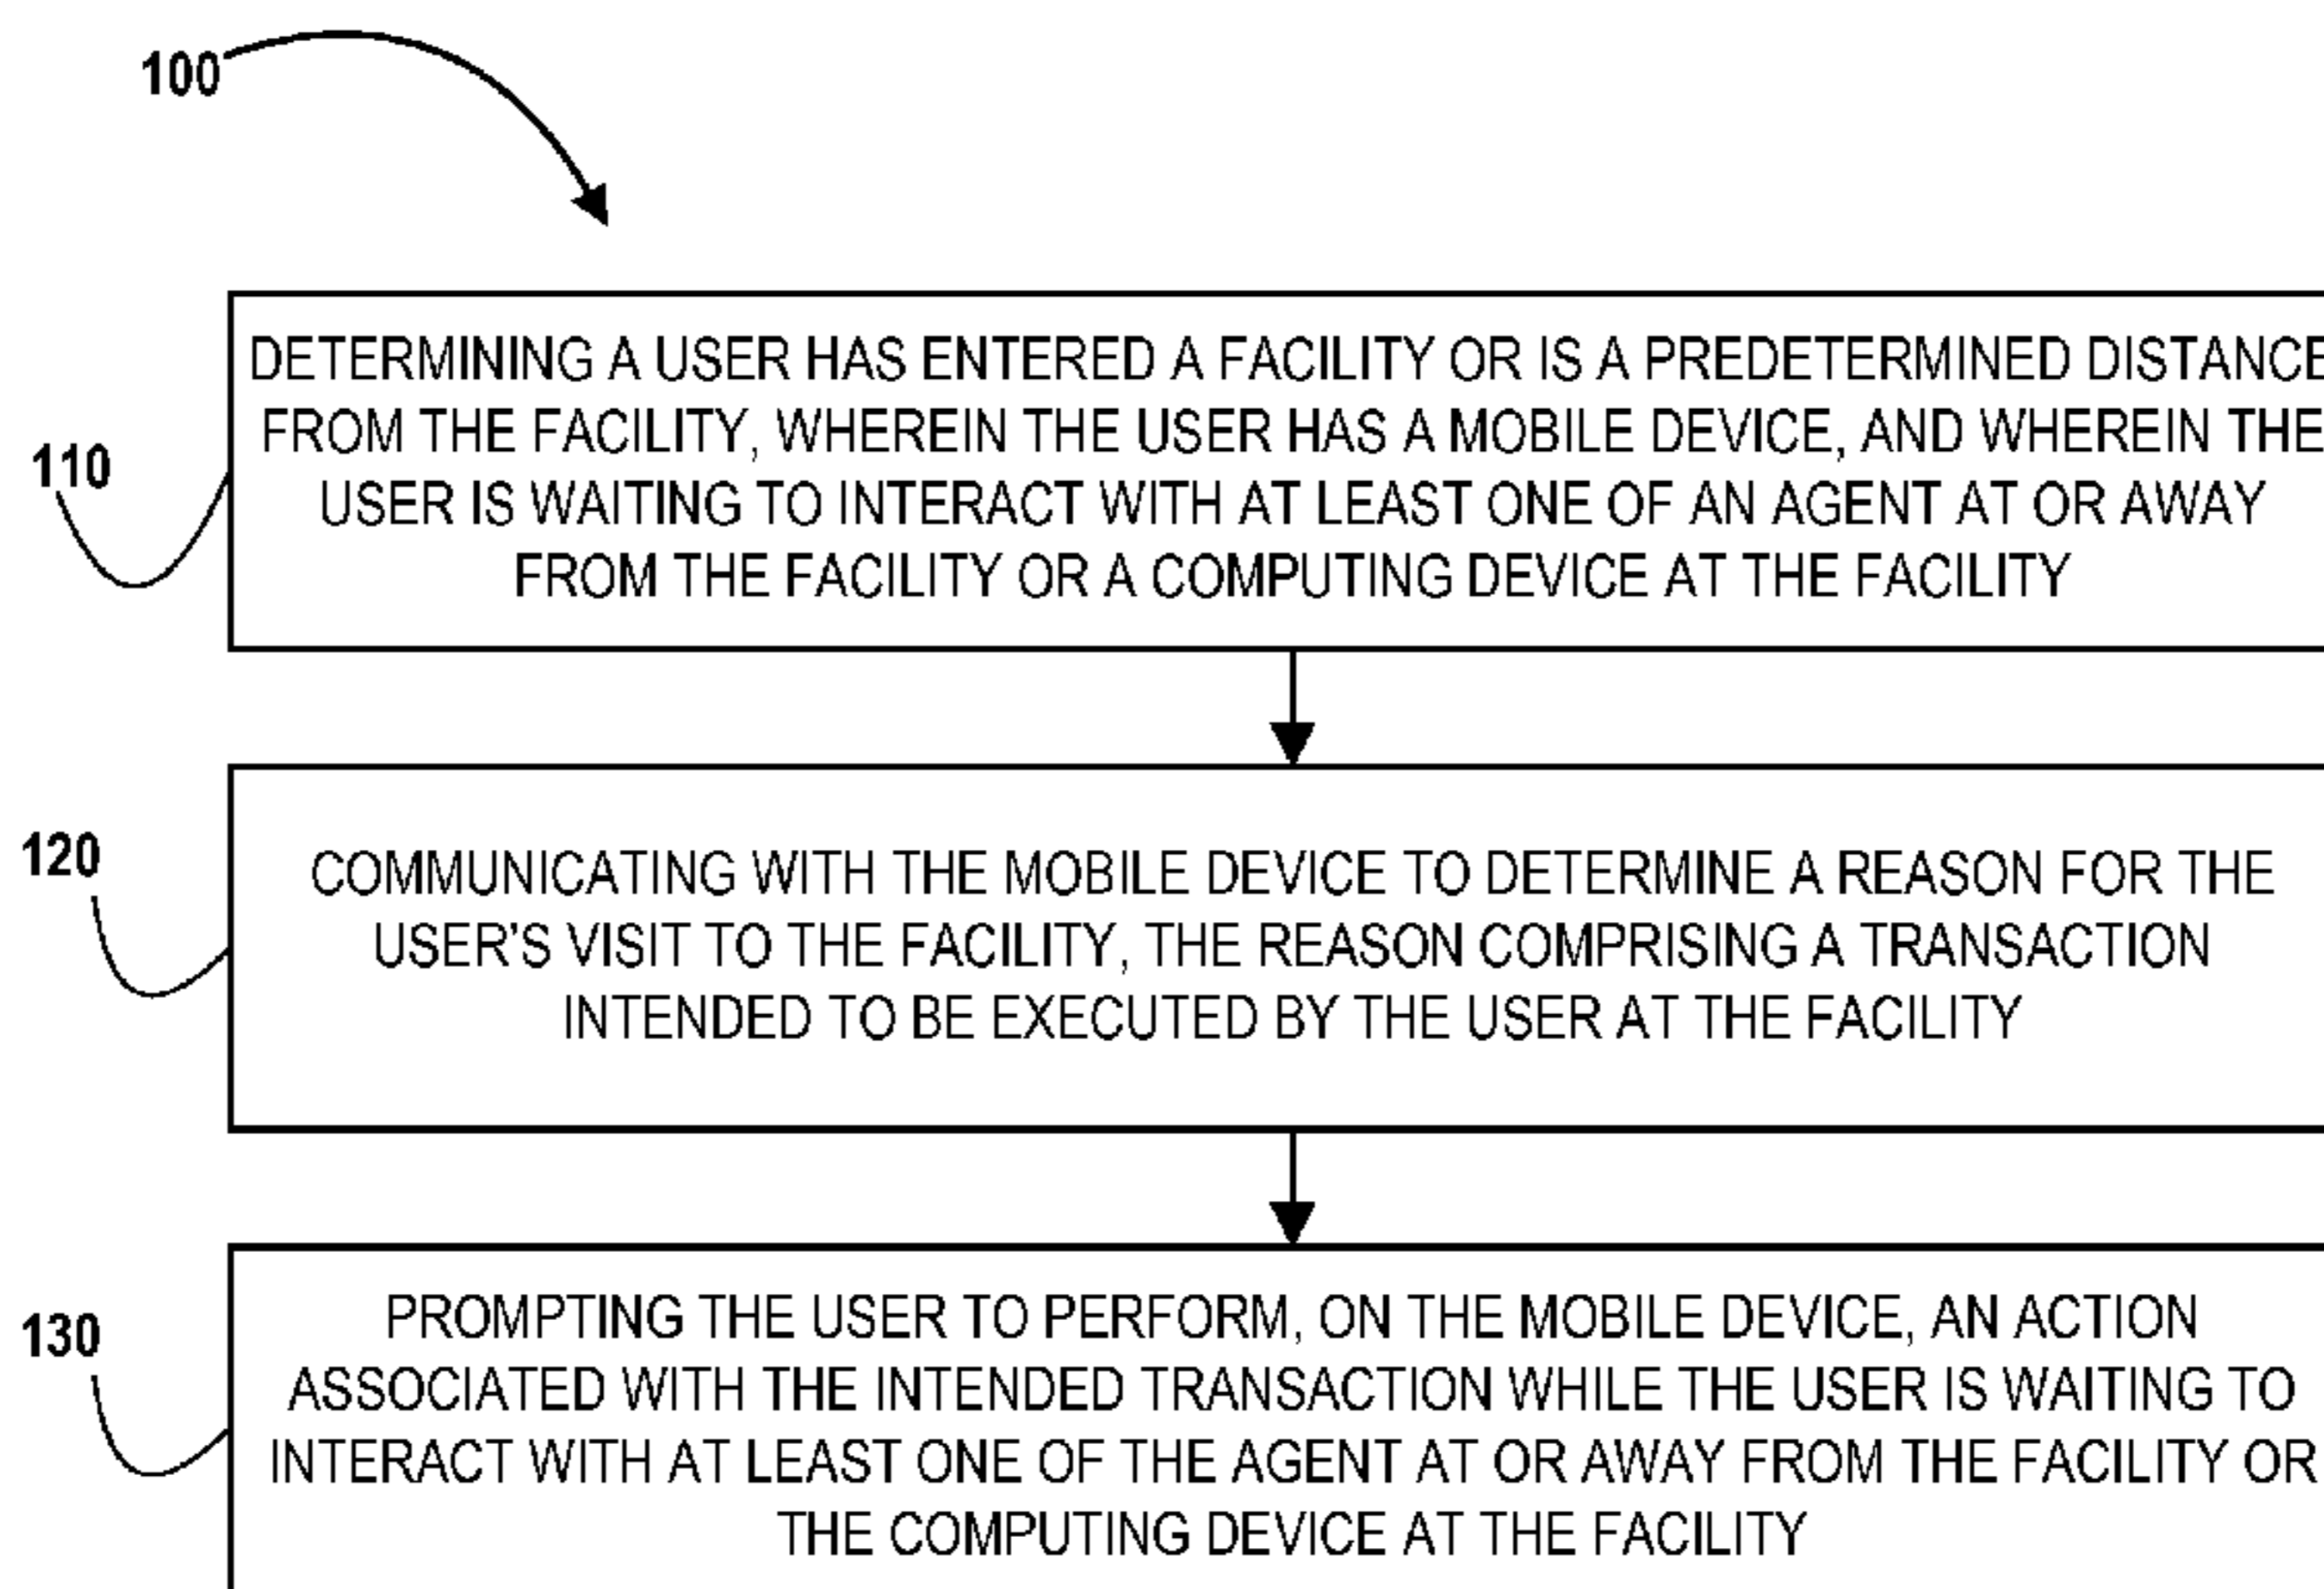 100
110
DETERMINING A USER HAS ENTERED A FACILITY OR IS A PREDETERMINED DISTANCE
FROM THE FACILITY, WHEREIN THE USER HAS A MOBILE DEVICE, AND WHEREIN THE
USER IS WAITING TO INTERACT WITH AT LEAST ONE OF AN AGENT AT OR AWAY
FROM THE FACILITY OR A COMPUTING DEVICE AT THE FACILITY
120
COMMUNICATING WITH THE MOBILE DEVICE TO DETERMINE A REASON FOR THE
USER'S VISIT TO THE FACILITY, THE REASON COMPRISING A TRANSACTION
INTENDED TO BE EXECUTED BY THE USER AT THE FACILITY
130
PROMPTING THE USER TO PERFORM, ON THE MOBILE DEVICE, AN ACTION
ASSOCIATED WITH THE INTENDED TRANSACTION WHILE THE USER IS WAITING TO
INTERACT WITH AT LEAST ONE OF THE AGENT AT OR AWAY FROM THE FACILITY OR
THE COMPUTING DEVICE AT THE FACILITY